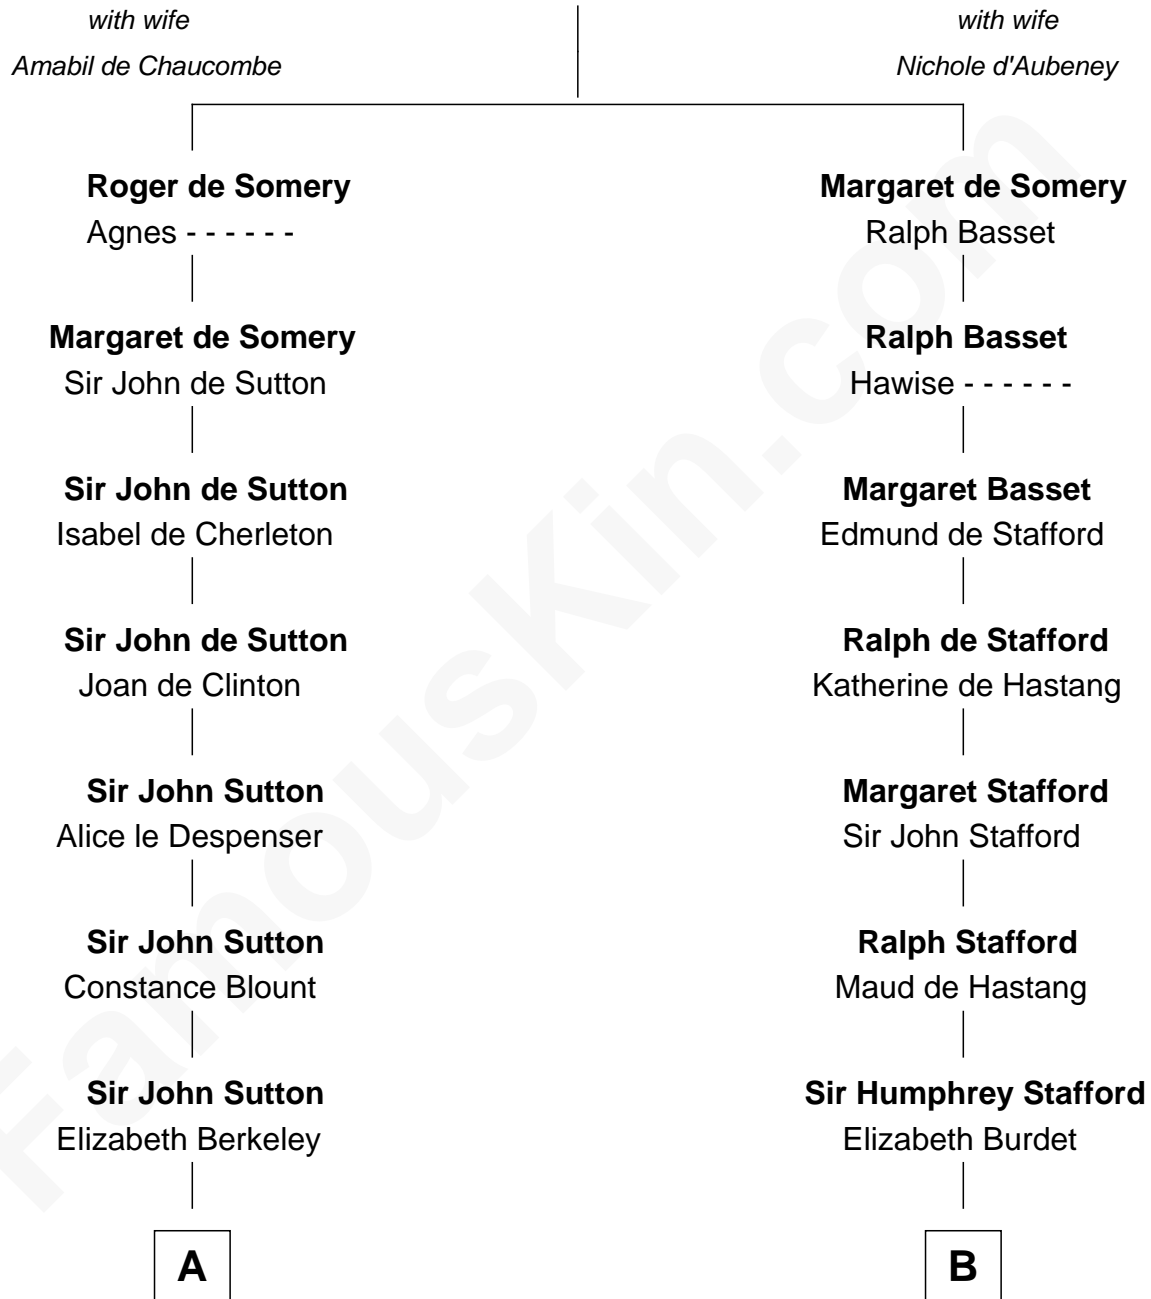 with wife
Amabil de Chaucombe
with wife
Nichole d'Aubeney
Roger de Somery
Agnes - - - - - -
Margaret de Somery
Ralph Basset
Margaret de Somery
Sir John de Sutton
Ralph Basset
Hawise - - - - - -
Sir John de Sutton
Isabel de Cherleton
Margaret Basset
Edmund de Stafford
Sir John de Sutton
Joan de Clinton
Ralph de Stafford
Katherine de Hastang
Sir John Sutton
Alice le Despenser
Margaret Stafford
Sir John Stafford
Sir John Sutton
Constance Blount
Ralph Stafford
Maud de Hastang
Sir John Sutton
Elizabeth Berkeley
Sir Humphrey Stafford
Elizabeth Burdet
A
B
FamousKin.com